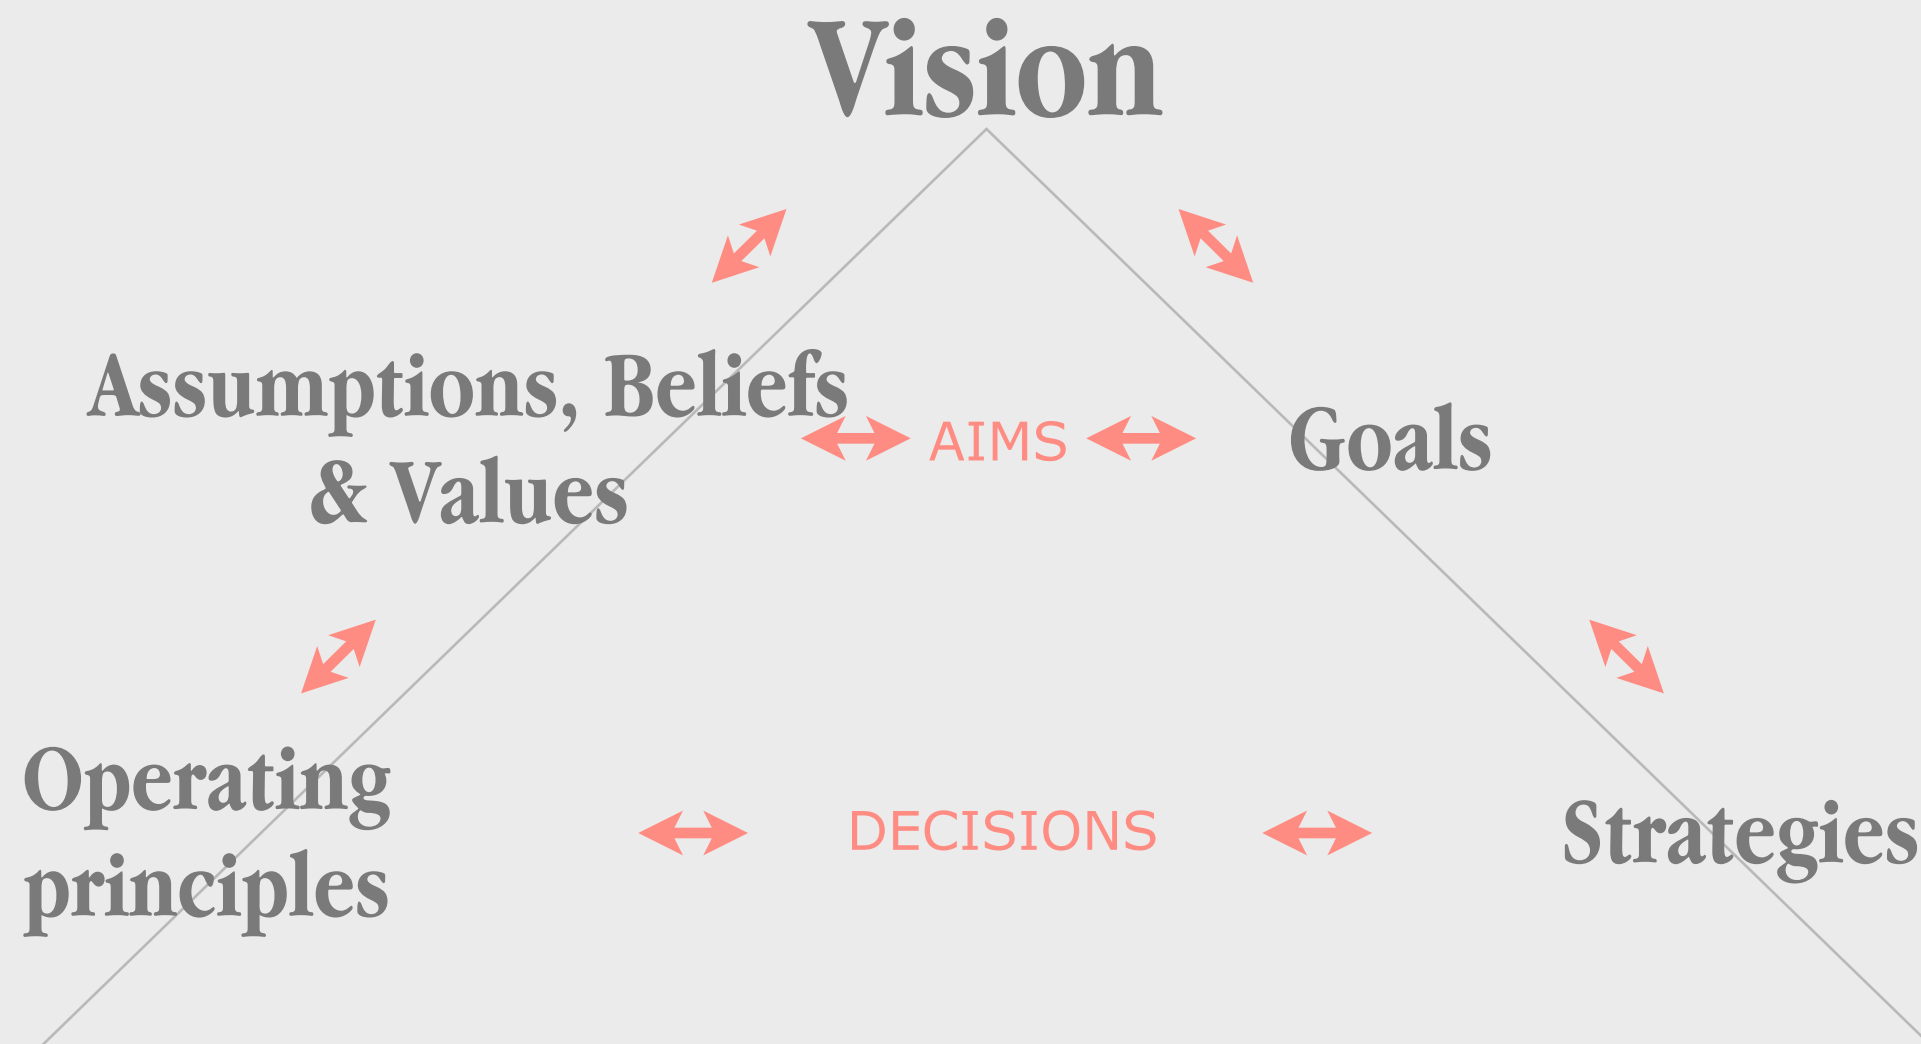 Vision
Assumptions, Beliefs
& Values
AIMS
Goals
Operating
principles
DECISIONS
Strategies